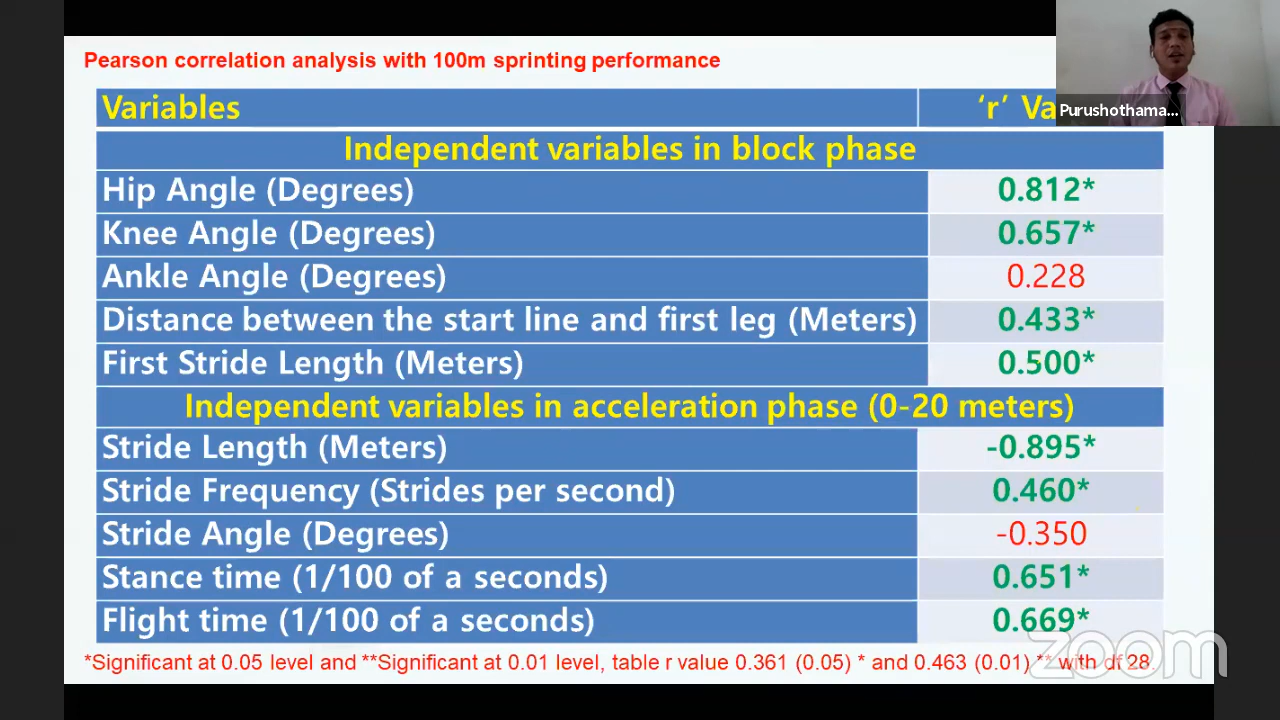 Pearson correlation analysis with 100m sprinting performance
Variables ‘r’ Va
Purushothama...
Independent variables in block phase
Hip Angle (Degrees) 0.812*
Knee Angle (Degrees) 0.657*
Ankle Angle (Degrees) 0.228
Distance between the start line and first leg (Meters) 0.433*
First Stride Length (Meters) 0.500*
Independent variables in acceleration phase (0-20 meters)
Stride Length (Meters) -0.895*
Stride Frequency (Strides per second) 0.460*
Stride Angle (Degrees) -0.350
Stance time (1/100 of a seconds) 0.651*
Flight time (1/100 of a seconds) 0.669*
*Significant at 0.05 level and **Significant at 0.01 level, table r value 0.361 (0.05) * and 0.463 (0.01) ** with df 28.
zoom